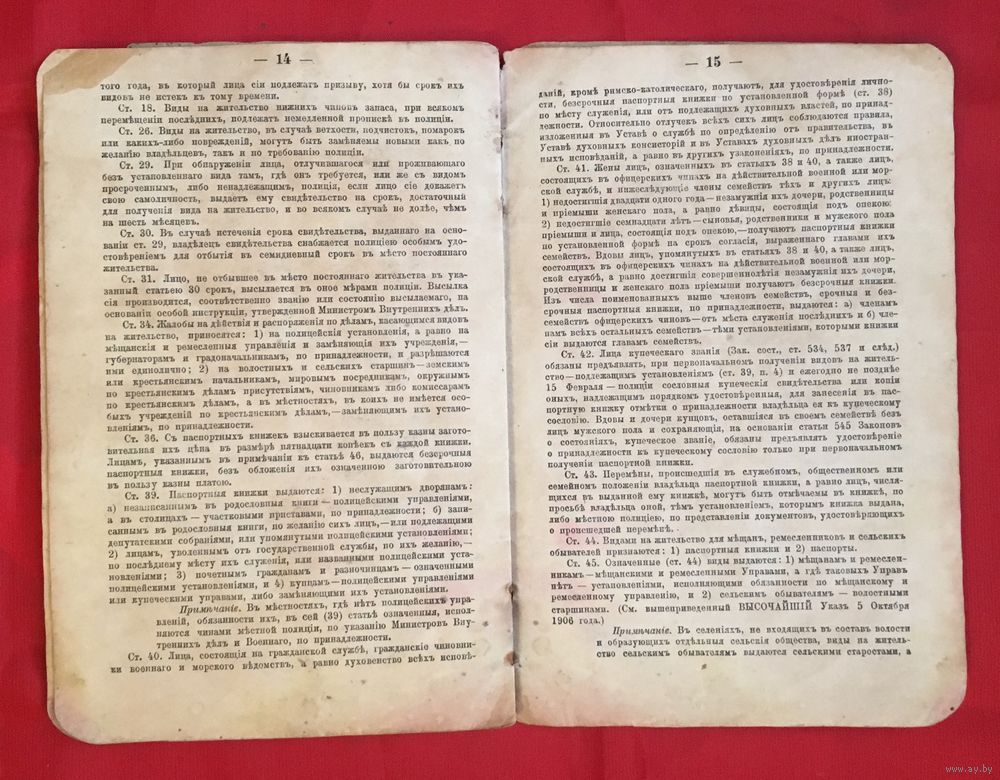 — 14 —
того года, въ который лица сіи подлежатъ призыву, хотя бы срокъ ихъ
видовъ не истекъ къ тому времени.
Ст. 18. Виды на жительство нижнихъ чиновъ запаса, при всякомъ
перемѣщеніи послѣднихъ, подлежатъ немедленной пропискѣ въ полиціи.
Ст. 26. Виды на жительство, въ случаѣ ветхости, подчистокъ, помарокъ
или какихъ-либо поврежденій, могутъ быть замѣняемы новыми какъ по
желанію владѣльцевъ, такъ и по требованію полиціи.
Ст. 29. При обнаруженіи лица, отлучившагося или проживающаго
безъ установленнаго вида тамъ, гдѣ онъ требуется, или же съ видомъ
просроченнымъ, либо ненадлежащимъ, полиція, если лицо сіе докажетъ
свою самоличность, выдаетъ ему свидѣтельство на срокъ, достаточный
для полученія вида на жительство, и во всякомъ случаѣ не долѣе, чѣмъ
на шесть мѣсяцевъ.
Ст. 30. Въ случаѣ истеченія срока свидѣтельства, выданнаго на осно-
ваніи ст. 29, владѣлецъ свидѣтельства снабжается полиціею особымъ удо-
стовѣреніемъ для отбытія въ семидневный срокъ въ мѣсто постояннаго
жительства.
Ст. 31. Лицо, не отбывшее въ мѣсто постояннаго жительства въ ука-
занный статьею 30 срокъ, высылается въ оное мѣрами полиціи. Высылка
сія производится, соотвѣтственно званію или состоянію высылаемаго, на
основаніи особой инструкціи, утвержденной Министромъ Внутреннихъ Дѣлъ.
Ст. 34. Жалобы на дѣйствія и распоряженія по дѣламъ, касающимся видовъ
на жительство, приносятся: 1) на полицейскія установленія, а равно на
мѣщанскія и ремесленныя управленія и замѣняющія ихъ учрежденія,—
губернаторамъ и градоначальникамъ, по принадлежности, и разрѣшаются
ими единолично; 2) на волостныхъ и сельскихъ старшинъ—земскимъ
или крестьянскимъ начальникамъ, мировымъ посредникамъ, окружнымъ
по крестьянскимъ дѣламъ присутствіямъ, чиновникамъ либо комиссарамъ
по крестьянскимъ дѣламъ, а въ мѣстностяхъ, въ коихъ не имѣется осо-
быхъ учрежденій по крестьянскимъ дѣламъ,—замѣняющимъ ихъ устано-
вленіямъ, по принадлежности.
Ст. 36. Съ паспортныхъ книжекъ взыскивается въ пользу казны загото-
вительная ихъ цѣна въ размѣрѣ пятнадцати копѣекъ съ каждой книжки.
Лицамъ, указаннымъ въ примѣчаніи къ статьѣ 46, выдаются безсрочныя
паспортныя книжки, безъ обложенія ихъ означенною заготовительною
въ пользу казны платою.
Ст. 39. Паспортныя книжки выдаются: 1) неслужащимъ дворянамъ:
а) незаписаннымъ въ родословныя книги—полицейскими управленіями,
а въ столицахъ—участковыми приставами, по принадлежности; б) запи-
саннымъ въ родословныя книги, по желанію сихъ лицъ,—или подлежащими
депутатскими собраніями, или упомянутыми полицейскими установленіями;
2) лицамъ, уволеннымъ отъ государственной службы, по ихъ желанію,—
по послѣднему мѣсту ихъ служенія, или названными полицейскими уста-
новленіями; 3) почетнымъ гражданамъ и разночинцамъ—означенными
полицейскими установленіями, и 4) купцамъ—полицейскими управленіями
или купеческими управами, либо замѣняющими ихъ установленіями.
Примѣчаніе. Въ мѣстностяхъ, гдѣ нѣтъ полицейскихъ упра-
вленій, обязанности ихъ, въ сей (39) статьѣ означенныя, испол-
няются чинами мѣстной полиціи, по указанію Министровъ Вну-
треннихъ дѣлъ и Военнаго, по принадлежности.
Ст. 40. Лица, состоящія на гражданской службѣ, гражданскіе чиновни-
ки военнаго и морского вѣдомствъ, а равно духовенство всѣхъ исповѣ-
— 15 —
даній, кромѣ римско-католическаго, получаютъ, для удостовѣренія лично-
сти, безсрочныя паспортныя книжки по установленной формѣ (ст. 38)
по мѣсту служенія, или отъ подлежащихъ духовныхъ властей, по принад-
лежности. Относительно отлучекъ всѣхъ сихъ лицъ соблюдаются правила,
изложенныя въ Уставѣ о службѣ по опредѣленію отъ правительства, въ
Уставѣ духовныхъ консисторій и въ Уставахъ духовныхъ дѣлъ иностран-
ныхъ исповѣданій, а равно въ другихъ узаконеніяхъ, по принадлежности.
Ст. 41. Жены лицъ, означенныхъ въ статьяхъ 38 и 40, а также лицъ,
состоящихъ въ офицерскихъ чинахъ на дѣйствительной военной или мор-
ской службѣ, и нижеслѣдующіе члены семействъ тѣхъ и другихъ лицъ:
1) недостигшія двадцати одного года—незамужнія ихъ дочери, родственницы
и пріемыши женскаго пола, а равно дѣвицы, состоящія подъ опекою;
2) недостигшіе семнадцати лѣтъ—сыновья, родственники и мужского пола
пріемыши и лица, состоящія подъ опекою,—получаютъ паспортныя книжки
по установленной формѣ на срокъ согласія, выраженнаго главами ихъ
семействъ. Вдовы лицъ, упомянутыхъ въ статьяхъ 38 и 40, а также лицъ,
состоящихъ въ офицерскихъ чинахъ на дѣйствительной военной или мор-
ской службѣ, а равно достигшія совершеннолѣтія незамужнія ихъ дочери,
родственницы и женскаго пола пріемыши получаютъ безсрочныя книжки.
Изъ числа поименованныхъ выше членовъ семействъ, срочныя и без-
срочныя паспортныя книжки, по принадлежности, выдаются: а) членамъ
семействъ офицерскихъ чиновъ—отъ мѣста служенія послѣднихъ и б) чле-
намъ всѣхъ остальныхъ семействъ—тѣми установленіями, которыми книжки
сіи выдаются главамъ семействъ.
Ст. 42. Лица купеческаго званія (Зак. сост., ст. 534, 537 и слѣд.)
обязаны предъявлять, при первоначальномъ полученіи видовъ на житель-
ство—подлежащимъ установленіямъ (ст. 39, п. 4) и ежегодно не позднѣе
15 Февраля—полиціи сословныя купеческія свидѣтельства или копіи
оныхъ, надлежащимъ порядкомъ удостовѣренныя, для занесенія въ пас-
портную книжку отмѣтки о принадлежности владѣльца ея къ купеческому
сословію. Вдовы и дочери купцовъ, оставшіяся въ своемъ семействѣ безъ
лицъ мужского пола и сохраняющія, на основаніи статьи 545 Законовъ
о состояніяхъ, купеческое званіе, обязаны предъявлять удостовѣреніе
о принадлежности къ купеческому сословію только при первоначальномъ
полученіи паспортной книжки.
Ст. 43. Перемѣны, происшедшія въ служебномъ, общественномъ или
семейномъ положеніи владѣльца паспортной книжки, а равно лицъ, числя-
щихся въ выданной ему книжкѣ, могутъ быть отмѣчаемы въ книжкѣ, по
просьбѣ владѣльца оной, тѣмъ установленіемъ, которымъ книжка выдана,
либо мѣстною полиціею, по представленіи документовъ, удостовѣряющихъ
о происшедшей перемѣнѣ.
Ст. 44. Видами на жительство для мѣщанъ, ремесленниковъ и сельскихъ
обывателей признаются: 1) паспортныя книжки и 2) паспорты.
Ст. 45. Означенные (ст. 44) виды выдаются: 1) мѣщанамъ и ремеслен-
никамъ—мѣщанскими и ремесленными Управами, а гдѣ таковыхъ Управъ
нѣтъ—установленіями, исполняющими обязанности по мѣщанскому и
ремесленному управленію, и 2) сельскимъ обывателямъ—волостными
старшинами. (См. вышеприведенный ВЫСОЧАЙШІЙ Указъ 5 Октября
1906 года.)
Примѣчаніе. Въ селеніяхъ, не входящихъ въ составъ волости
и образующихъ отдѣльныя сельскія общества, виды на житель-
ство сельскимъ обывателямъ выдаются сельскими старостами, а
www.ay.by